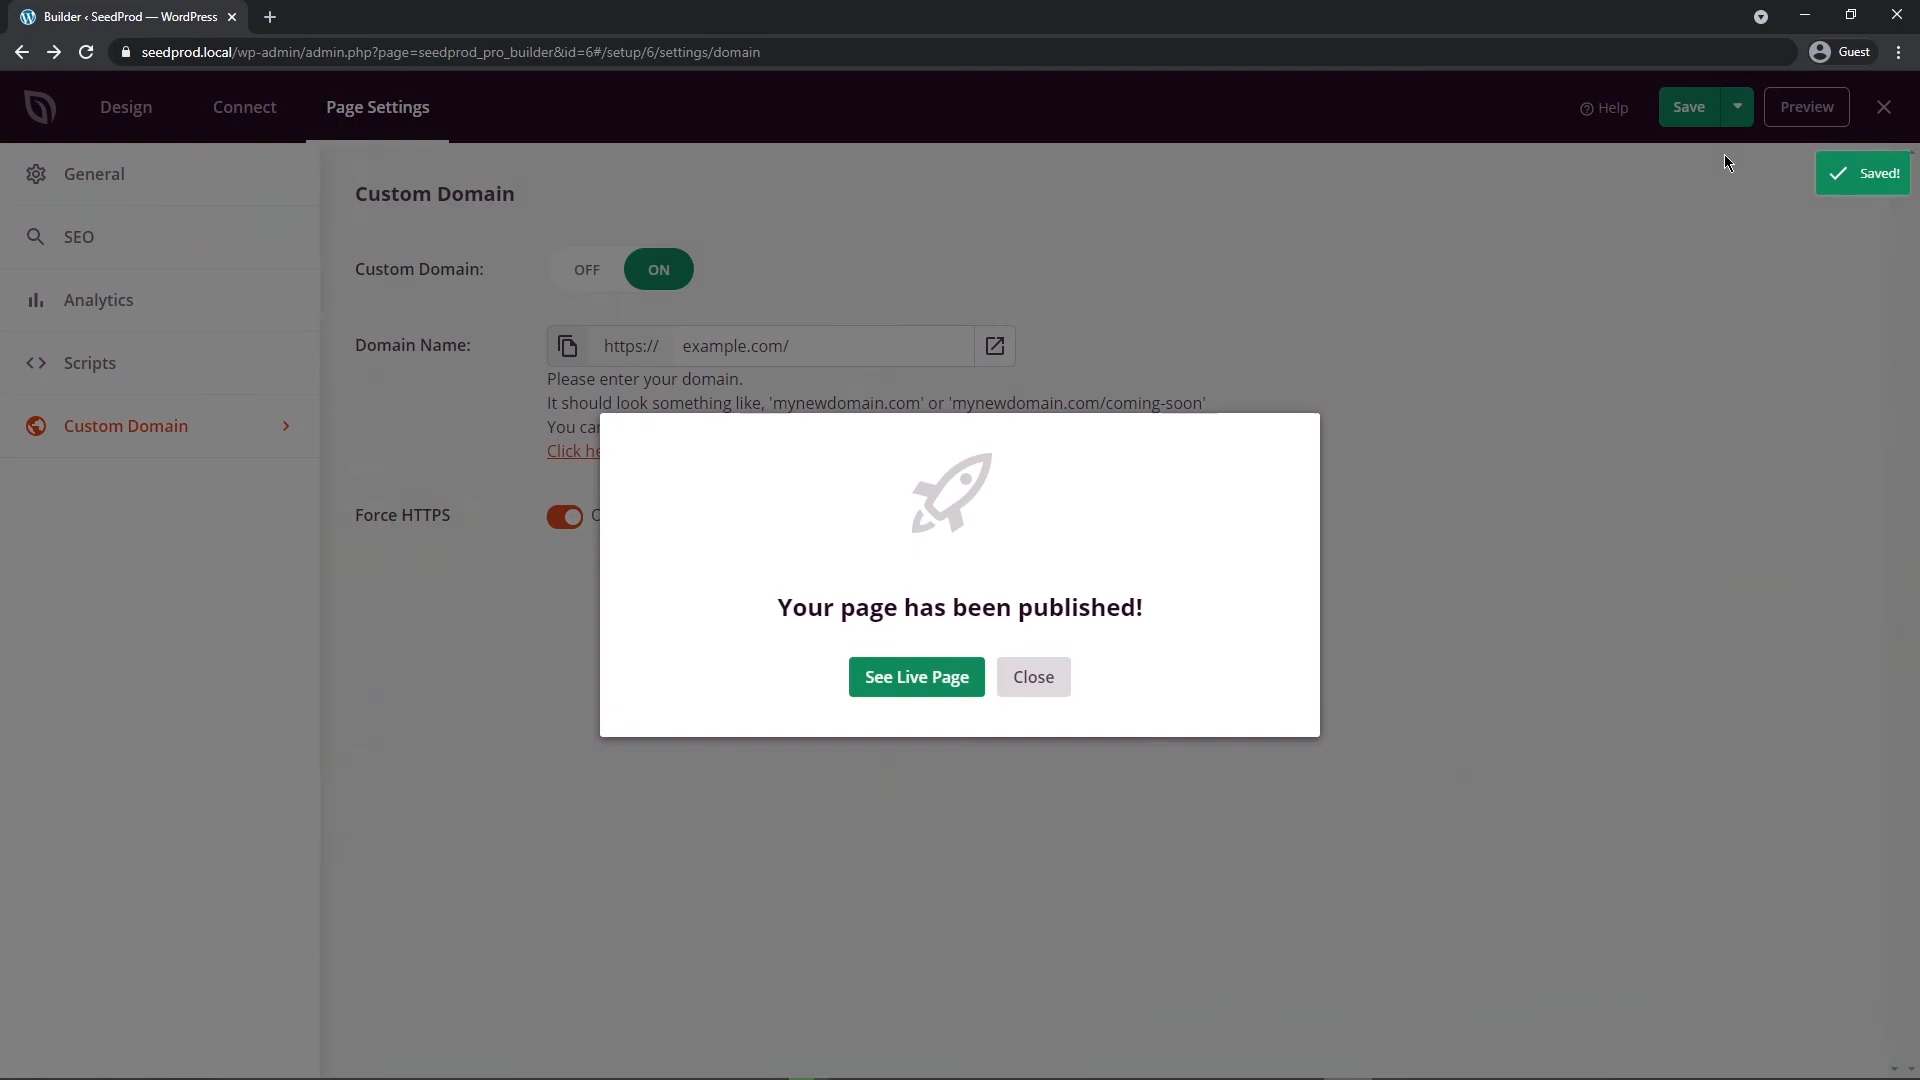 Builder ‹ SeedProd — WordPress
seedprod.local/wp-admin/admin.php?page=seedprod_pro_builder&id=6#/setup/6/settings/domain
Guest
Design
Connect
Page Settings
Help
Save
Preview
General
SEO
Analytics
Scripts
Custom Domain
Saved!
Custom Domain
Custom Domain:
OFF
ON
Domain Name:
https://
example.com/
Please enter your domain.
It should look something like, 'mynewdomain.com' or 'mynewdomain.com/coming-soon'
You
Click
Force HTTPS
Your page has been published!
See Live Page
Close